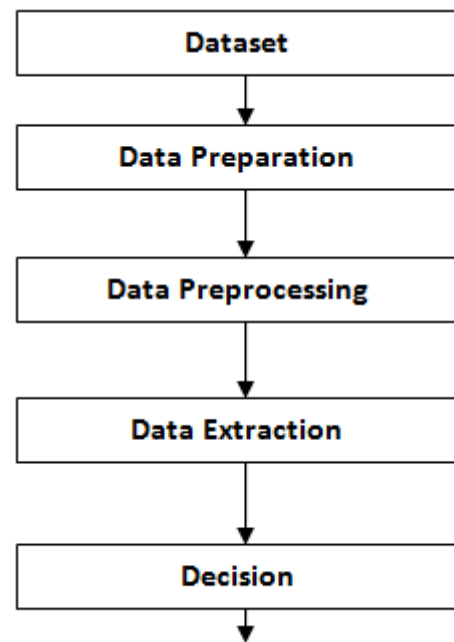 Dataset
Data Preparation
Data Preprocessing
Data Extraction
Decision